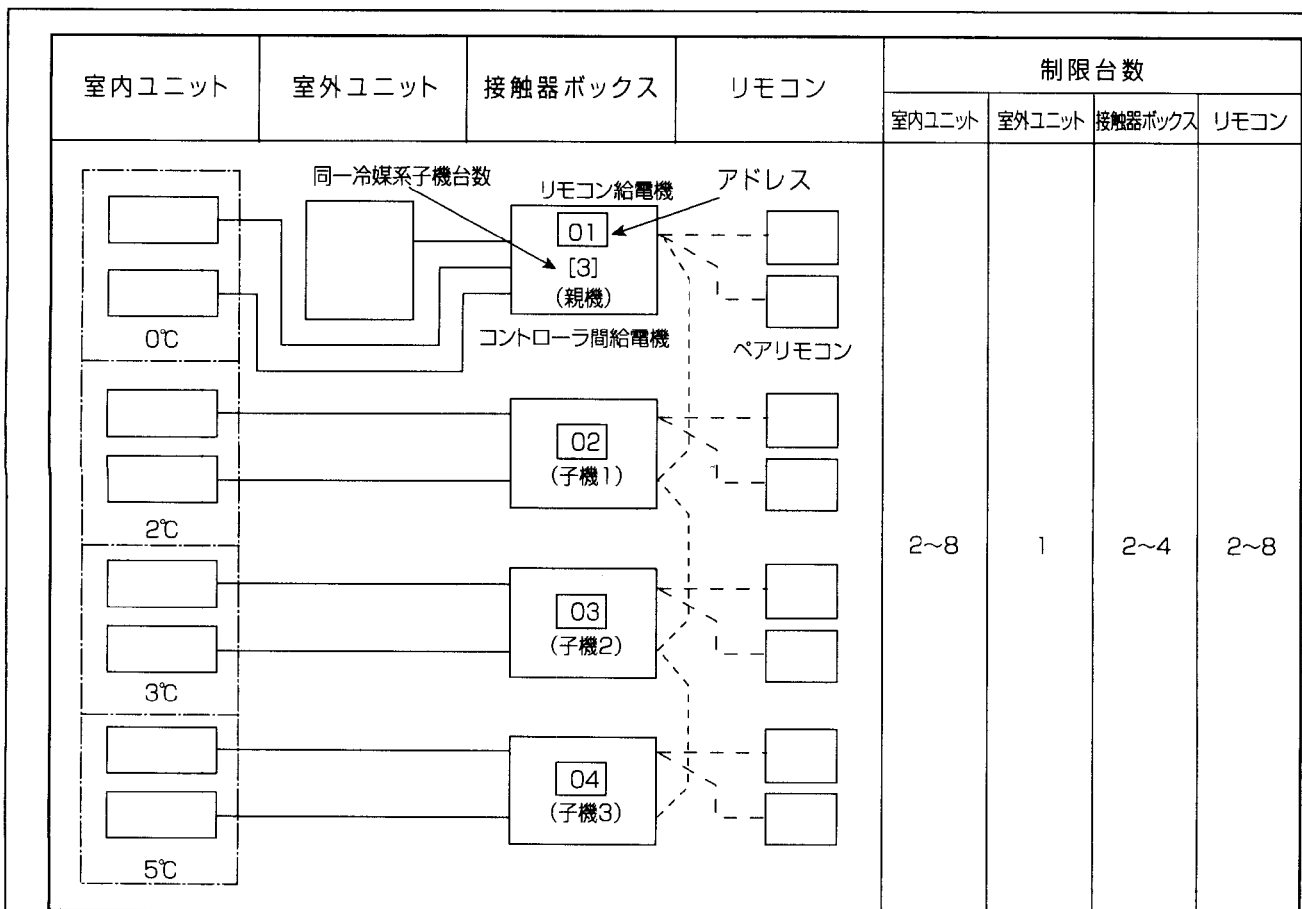 室内ユニット 室外ユニット 接触器ボックス リモコン 制限台数
室内ユニット 室外ユニット 接触器ボックス リモコン
同一冷媒系子機台数 リモコン給電機 アドレス
01
[3]
(親機)
0℃ コントローラ間給電機 ペアリモコン
02
(子機1)
2℃
2~8 1 2~4 2~8
03
(子機2)
3℃
04
(子機3)
5℃